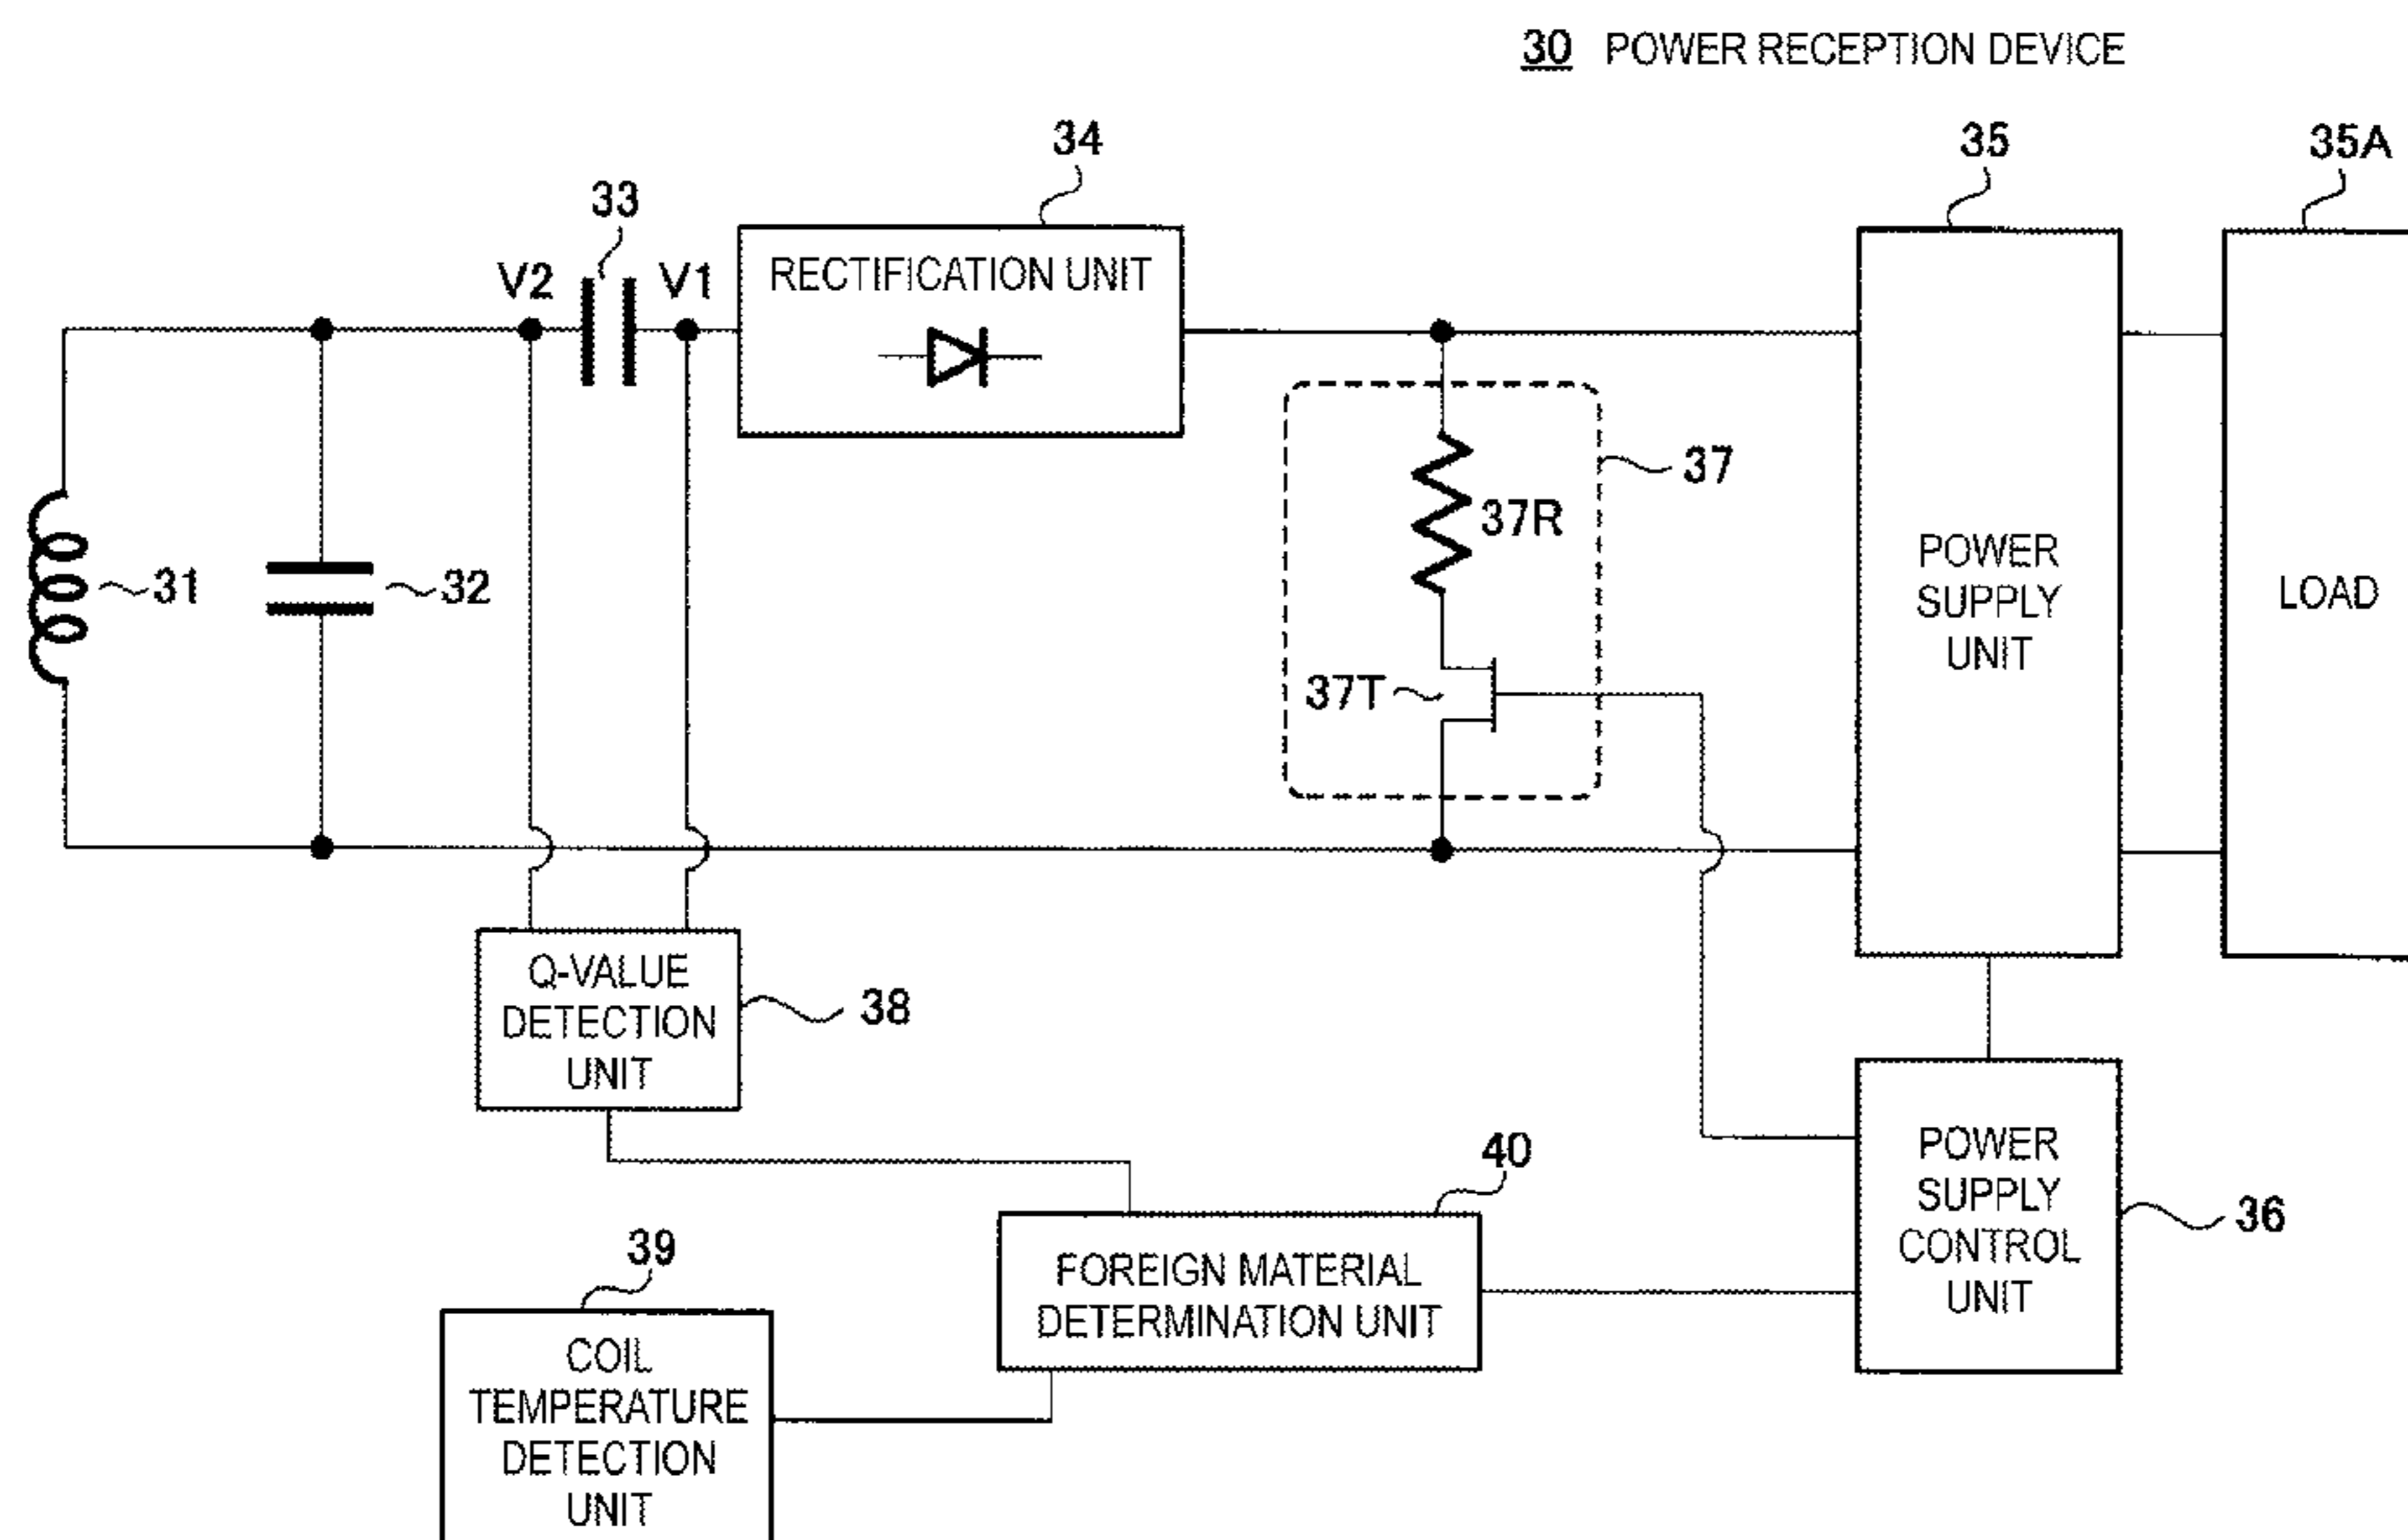 30 POWER RECEPTION DEVICE
34
35
35A
33
V2
V1
RECTIFICATION UNIT
37
37R
31
32
POWER
SUPPLY
UNIT
LOAD
37T
Q-VALUE
DETECTION
UNIT
38
40
POWER
SUPPLY
CONTROL
UNIT
36
39
FOREIGN MATERIAL
DETERMINATION UNIT
COIL
TEMPERATURE
DETECTION
UNIT